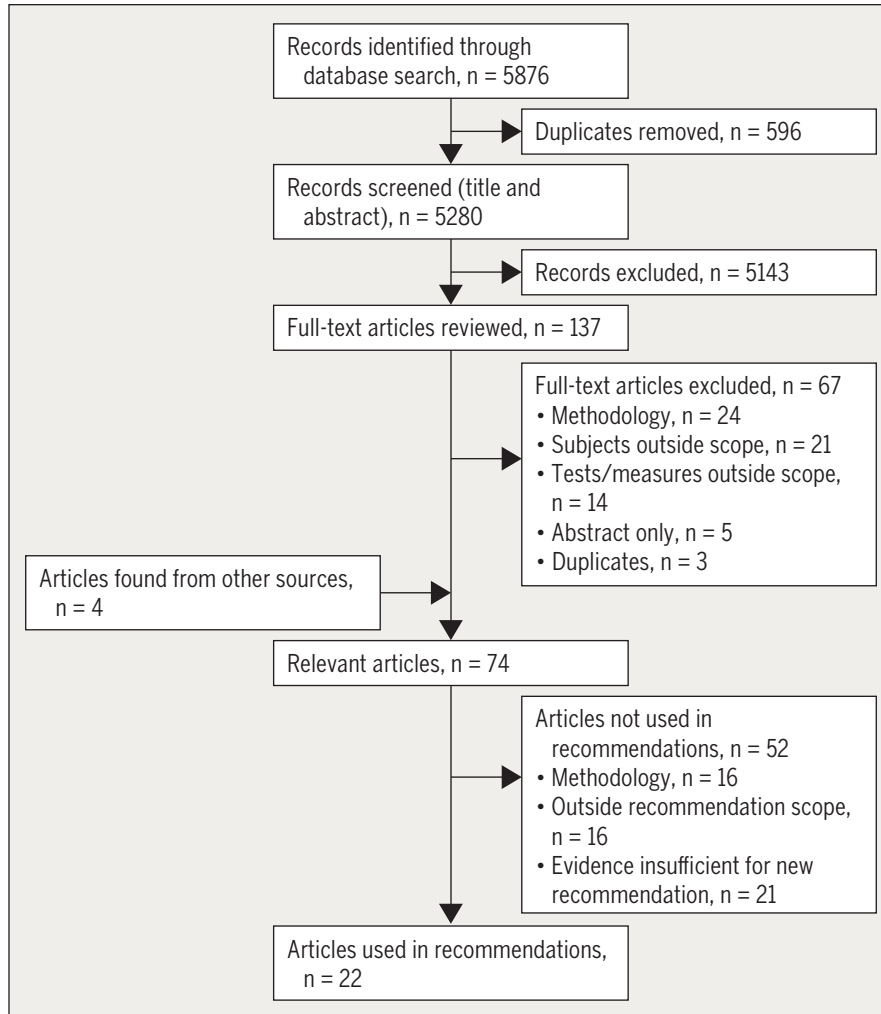 Records identified through
database search, n = 5876
Duplicates removed, n = 596
Records screened (title and
abstract), n = 5280
Records excluded, n = 5143
Full-text articles reviewed, n = 137
Full-text articles excluded, n = 67
• Methodology, n = 24
• Subjects outside scope, n = 21
• Tests/measures outside scope,
n = 14
• Abstract only, n = 5
• Duplicates, n = 3
Articles found from other sources,
n = 4
Relevant articles, n = 74
Articles not used in
recommendations, n = 52
• Methodology, n = 16
• Outside recommendation scope,
n = 16
• Evidence insufficient for new
recommendation, n = 21
Articles used in recommendations,
n = 22